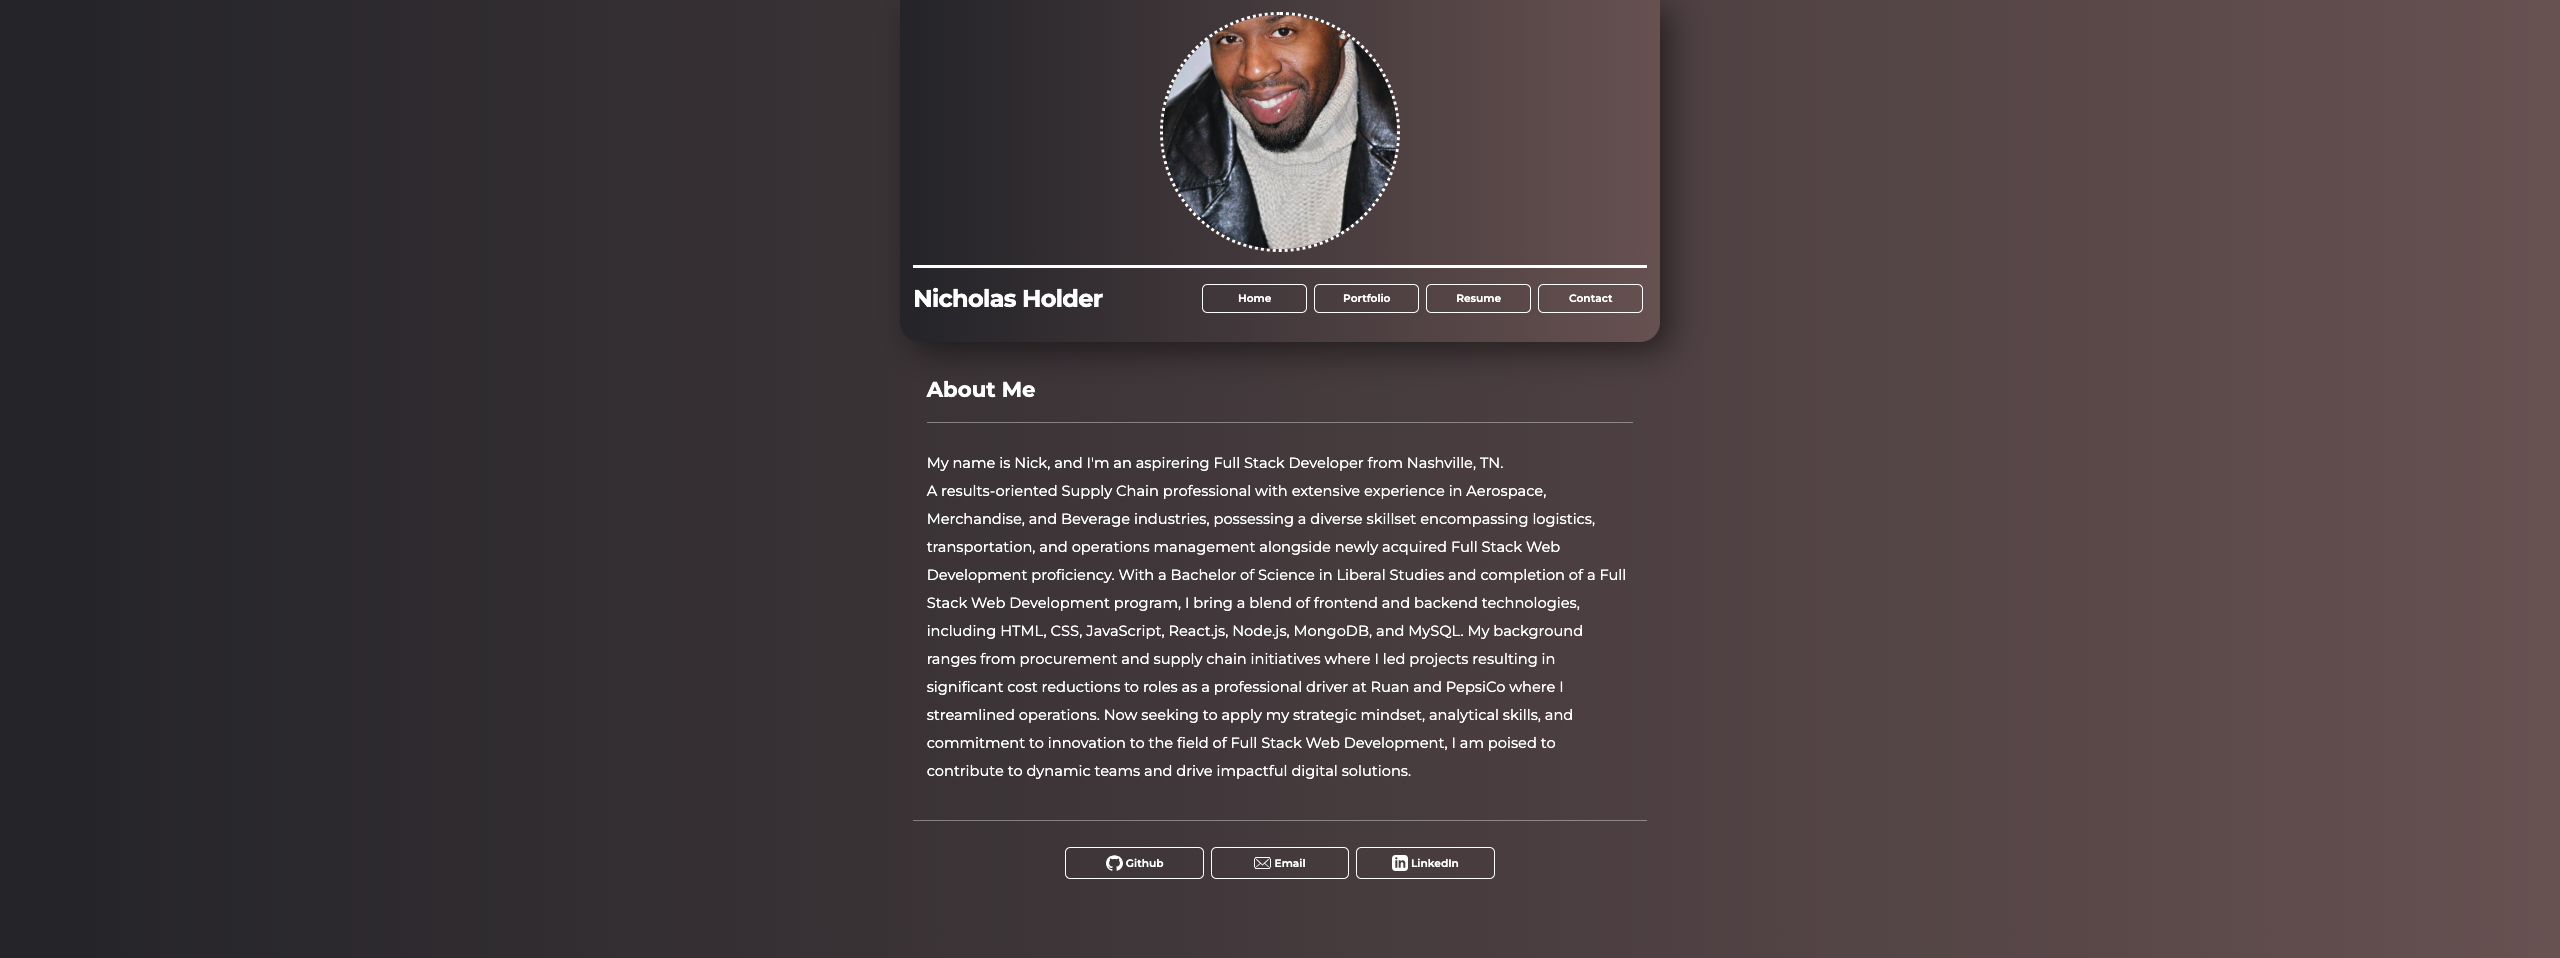 Nicholas Holder
Home Portfolio Resume Contact
About Me
My name is Nick, and I'm an aspirering Full Stack Developer from Nashville, TN.
A results-oriented Supply Chain professional with extensive experience in Aerospace,
Merchandise, and Beverage industries, possessing a diverse skillset encompassing logistics,
transportation, and operations management alongside newly acquired Full Stack Web
Development proficiency. With a Bachelor of Science in Liberal Studies and completion of a Full
Stack Web Development program, I bring a blend of frontend and backend technologies,
including HTML, CSS, JavaScript, React.js, Node.js, MongoDB, and MySQL. My background
ranges from procurement and supply chain initiatives where I led projects resulting in
significant cost reductions to roles as a professional driver at Ruan and PepsiCo where I
streamlined operations. Now seeking to apply my strategic mindset, analytical skills, and
commitment to innovation to the field of Full Stack Web Development, I am poised to
contribute to dynamic teams and drive impactful digital solutions.
Github Email LinkedIn